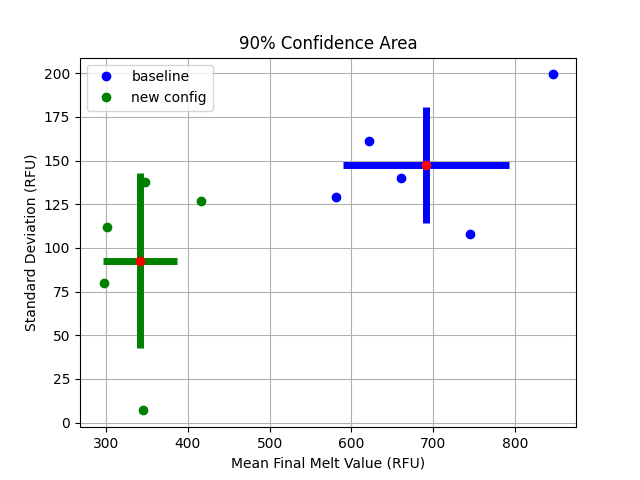 90% Confidence Area
baseline
new config
200
175
150
125
100
75
50
25
0
Standard Deviation (RFU)
300 400 500 600 700 800
Mean Final Melt Value (RFU)